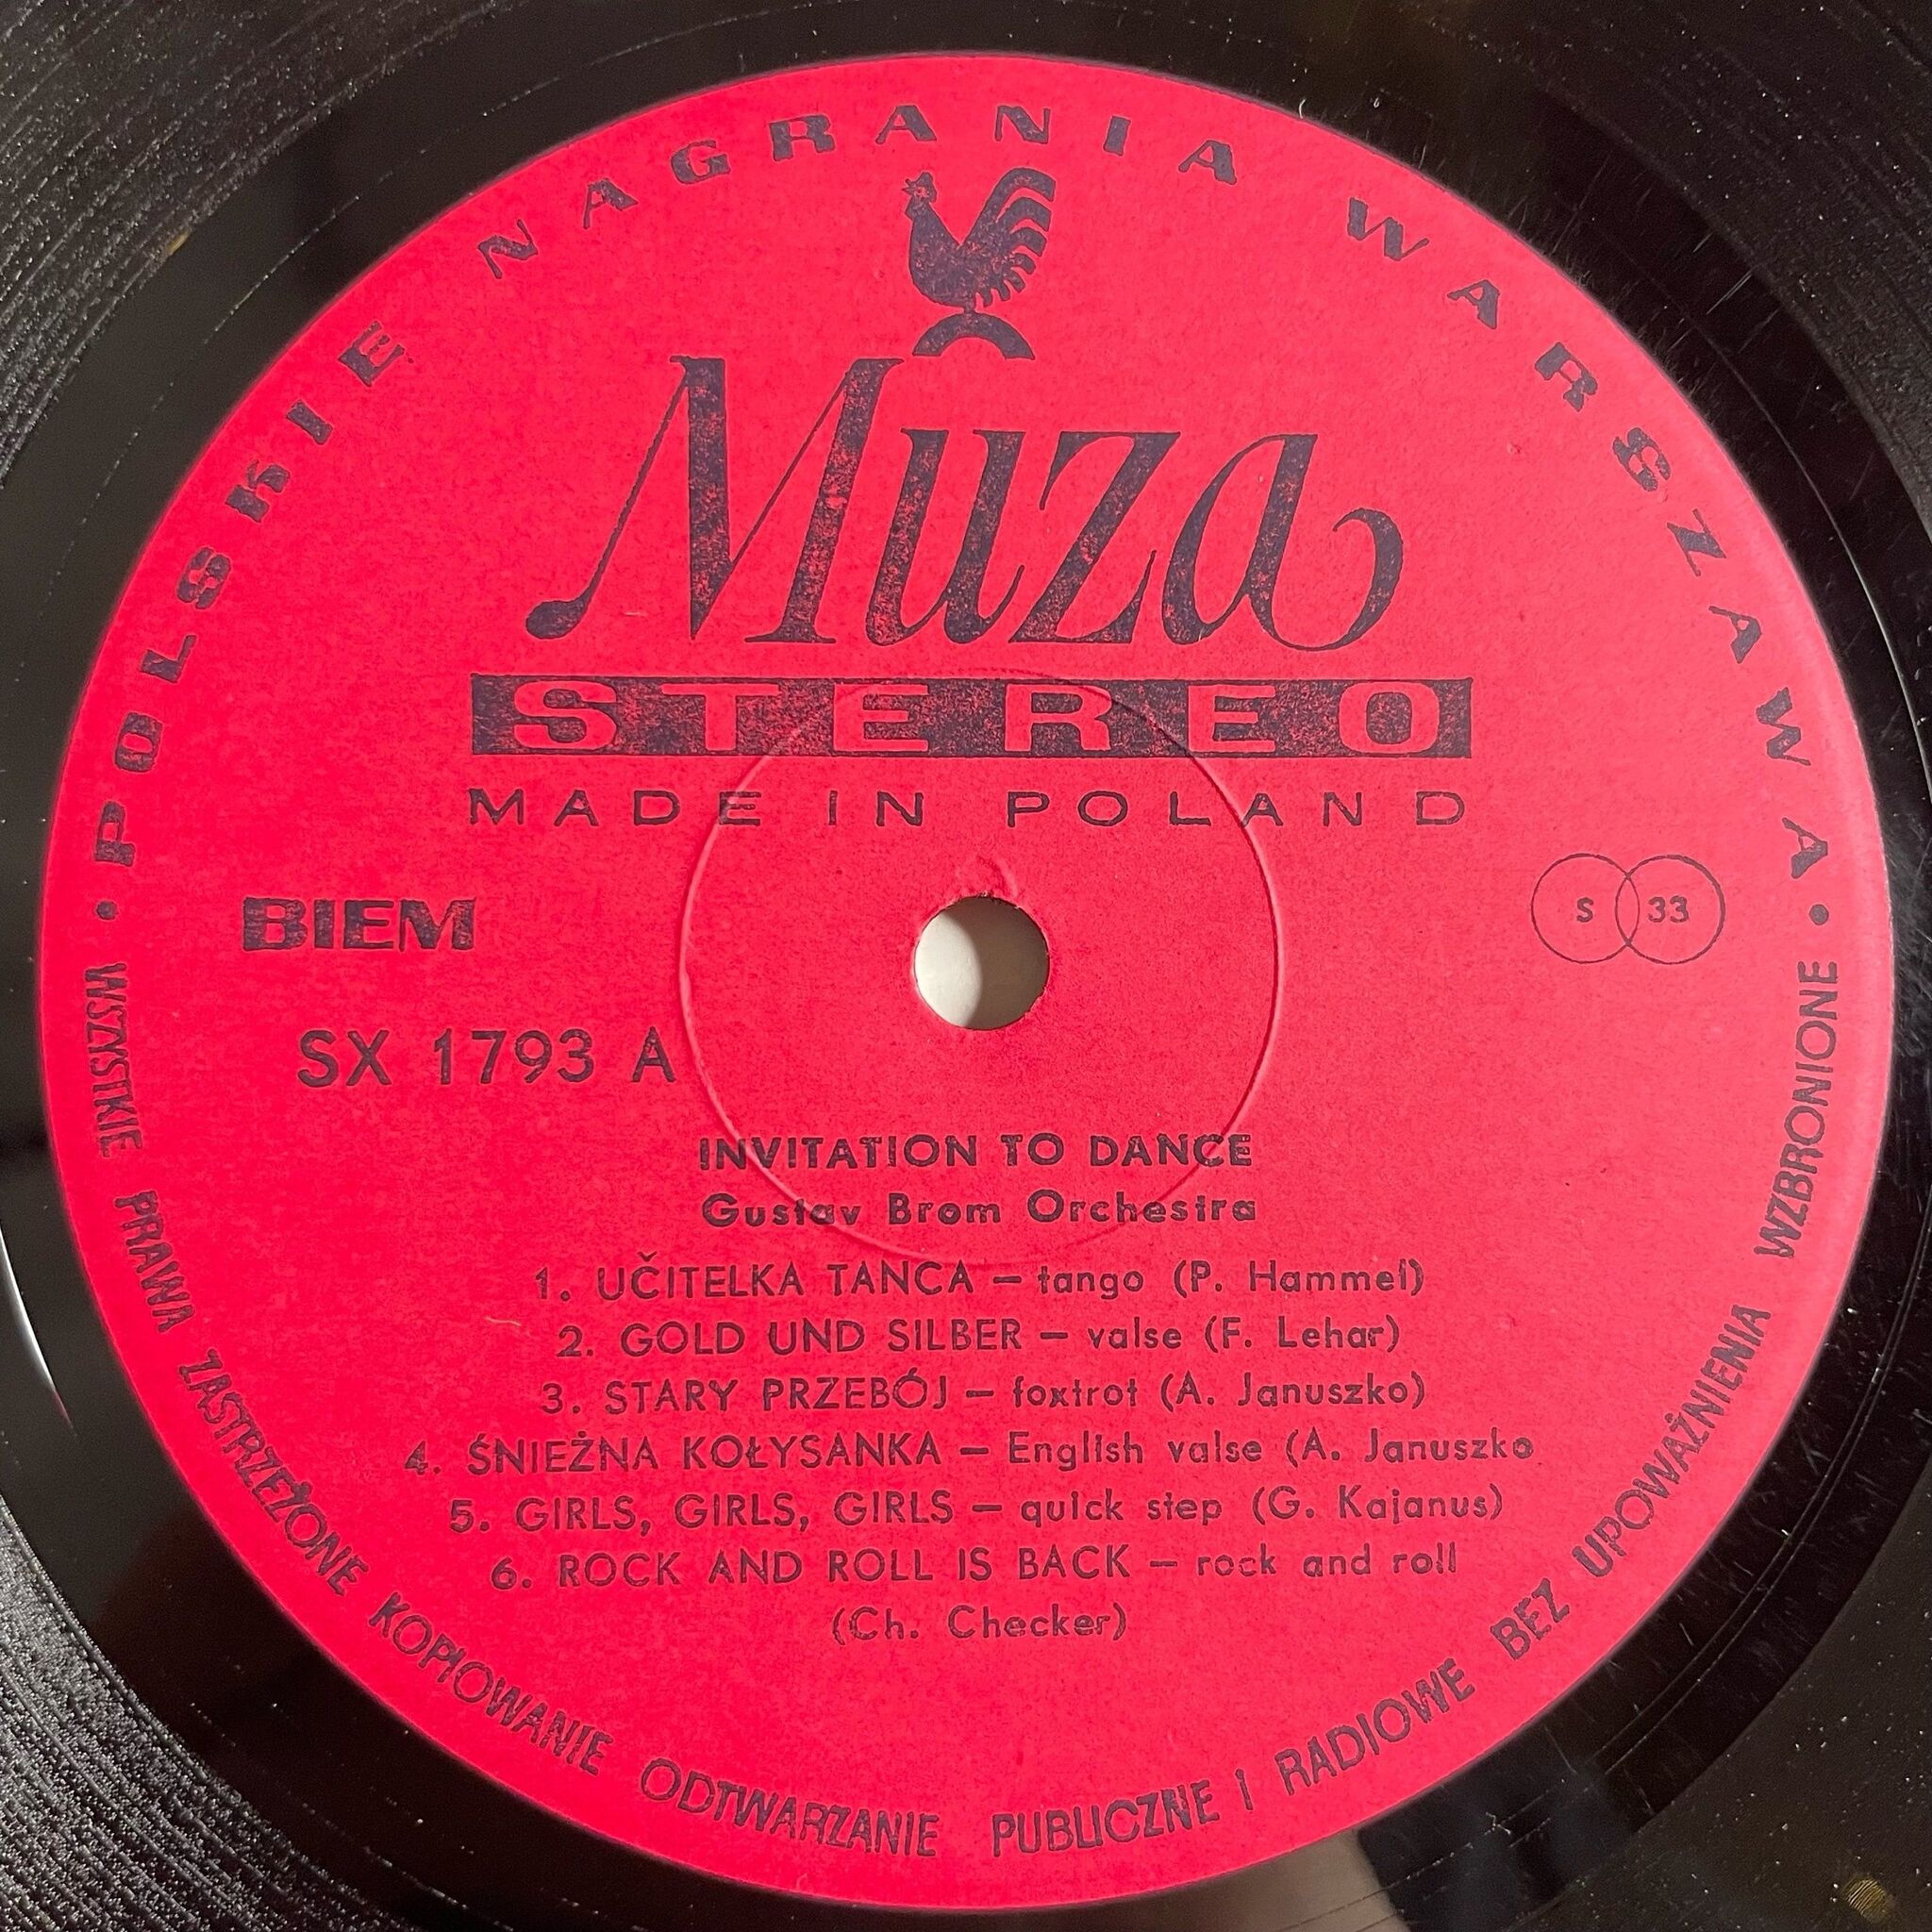 POLSKIE NAGRANIA WARSZAWA
Muza
STEREO
MADE IN POLAND
BIEM
S 33
SX 1793 A
INVITATION TO DANCE
Gustav Brom Orchestra
1. UČITELKA TANCA – tango (P. Hammel)
2. GOLD UND SILBER – valse (F. Lehar)
3. STARY PRZEBÓJ – foxtrot (A. Januszko)
4. ŚNIEŻNA KOŁYSANKA – English valse (A. Januszko
5. GIRLS, GIRLS, GIRLS – quick step (G. Kajanus)
6. ROCK AND ROLL IS BACK – rock and roll
(Ch. Checker)
• WSZYSTKIE PRAWA ZASTRZEŻONE KOPIOWANIE ODTWARZANIE PUBLICZNE I RADIOWE BEZ UPOWAŻNIENIA WZBRONIONE •